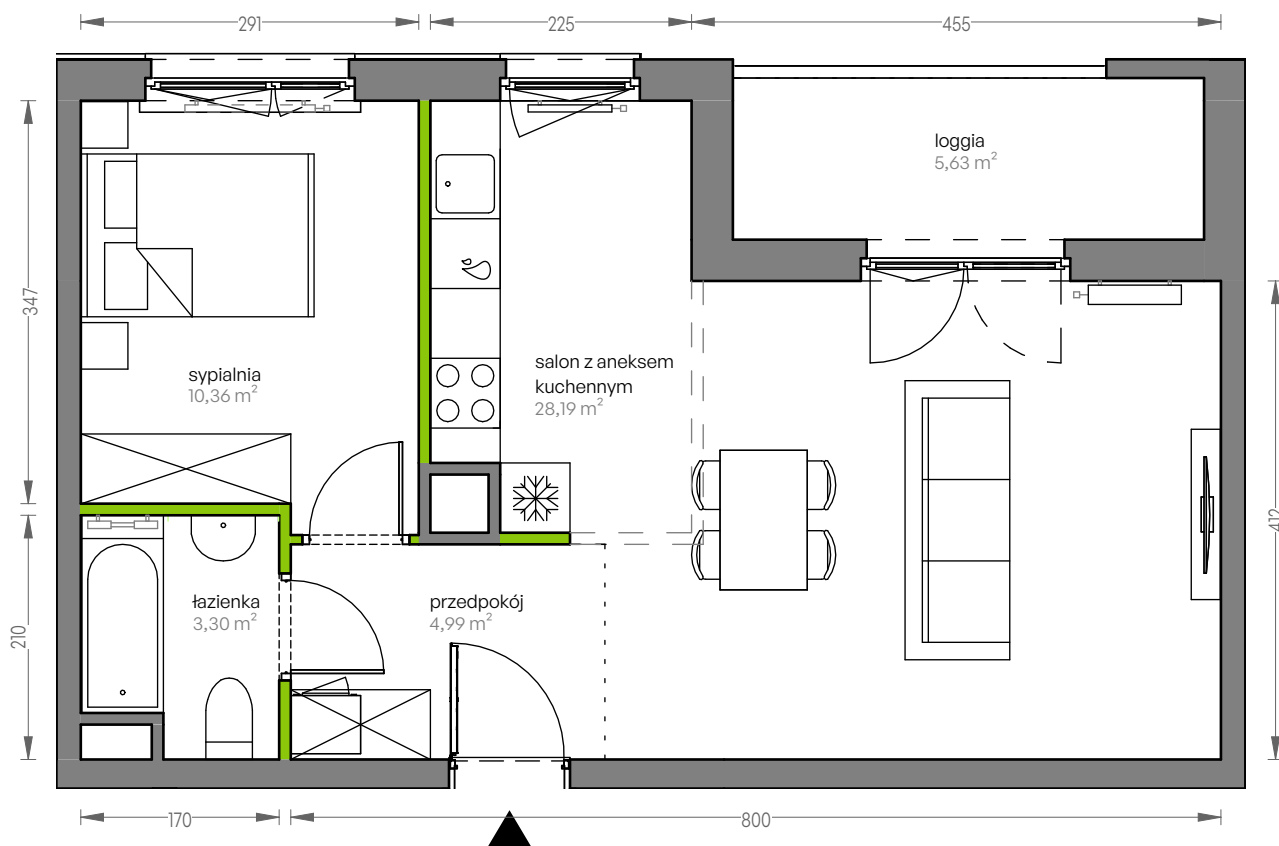 291
225
455
loggia
5,63 m²
347
salon z aneksem
kuchennym
28,19 m²
sypialnia
10,36 m²
412
łazienka
3,30 m²
przedpokój
4,99 m²
210
170
800